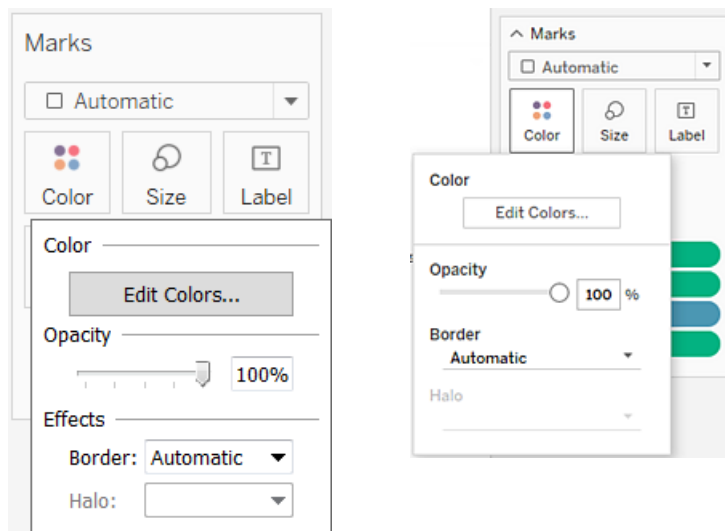 Marks
Automatic
Color Size Label
Color
Edit Colors...
Opacity
100%
Effects
Border: Automatic
Halo:
Marks
Automatic
Color Size Label
Color
Edit Colors...
Opacity
100 %
Border
Automatic
Halo